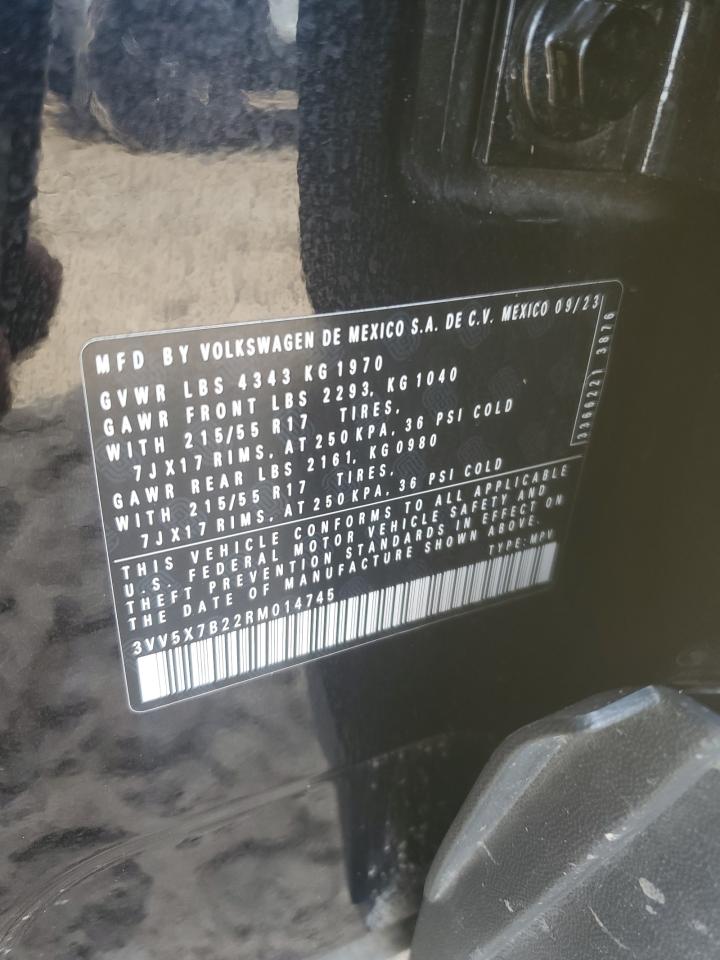 MFD BY VOLKSWAGEN DE MEXICO S.A. DE C.V. MEXICO 09/23
GVWR LBS 4343 KG 1970
GAWR FRONT LBS 2293, KG 1040
WITH 215/55 R17 TIRES,
7JX17 RIMS, AT 250 KPA, 36 PSI COLD
GAWR REAR LBS 2161, KG 0980
WITH 215/55 R17 TIRES,
7JX17 RIMS, AT 250 KPA, 36 PSI COLD
3366221 3876
THIS VEHICLE CONFORMS TO ALL APPLICABLE
U.S. FEDERAL MOTOR VEHICLE SAFETY AND
THEFT PREVENTION STANDARDS IN EFFECT ON
THE DATE OF MANUFACTURE SHOWN ABOVE.
3VV5X7B22RM014745 TYPE: MPV